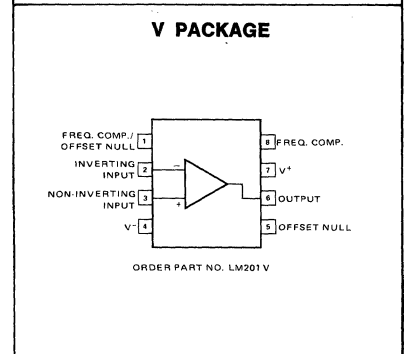 V PACKAGE
FREQ. COMP./
OFFSET NULL 1
INVERTING
INPUT 2
NON-INVERTING
INPUT 3
V- 4
8 FREQ. COMP.
7 V+
6 OUTPUT
5 OFFSET NULL
−
+
ORDER PART NO. LM201V